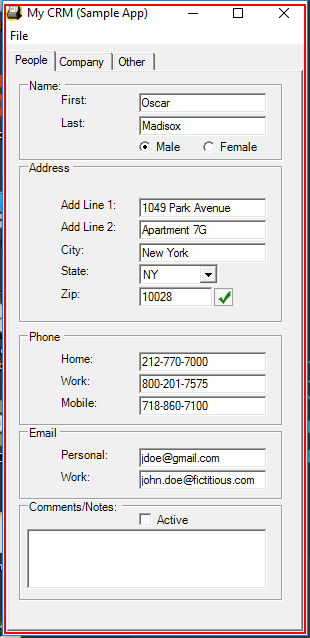 My CRM (Sample App)
File
People Company Other
Name:
First: Oscar
Last: Madisox
Male Female
Address
Add Line 1: 1049 Park Avenue
Add Line 2: Apartment 7G
City: New York
State: NY
Zip: 10028
Phone
Home: 212-770-7000
Work: 800-201-7575
Mobile: 718-860-7100
Email
Personal: jdoe@gmail.com
Work: john.doe@fictitious.com
Comments/Notes:
Active